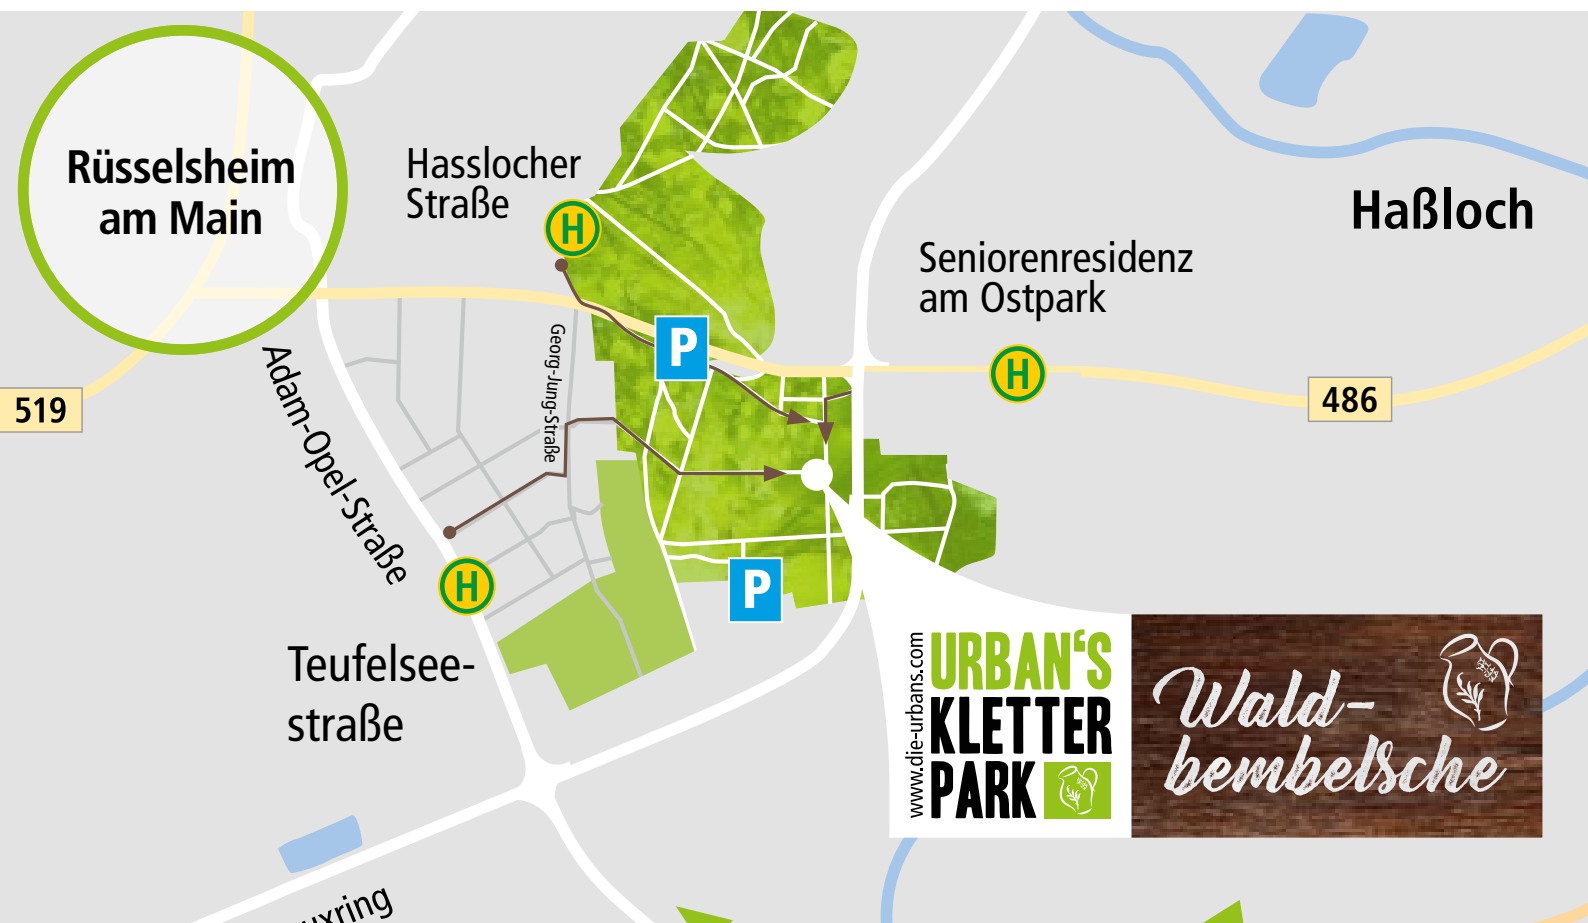 Rüsselsheim
am Main
Hasslocher
Straße
H
Haßloch
Seniorenresidenz
am Ostpark
H
P
519
486
Adam-Opel-Straße
Georg-Jung-Straße
H
P
Teufelsee-
straße
www.die-urbans.com
URBAN'S
KLETTER
PARK
Wald-
bembelsche